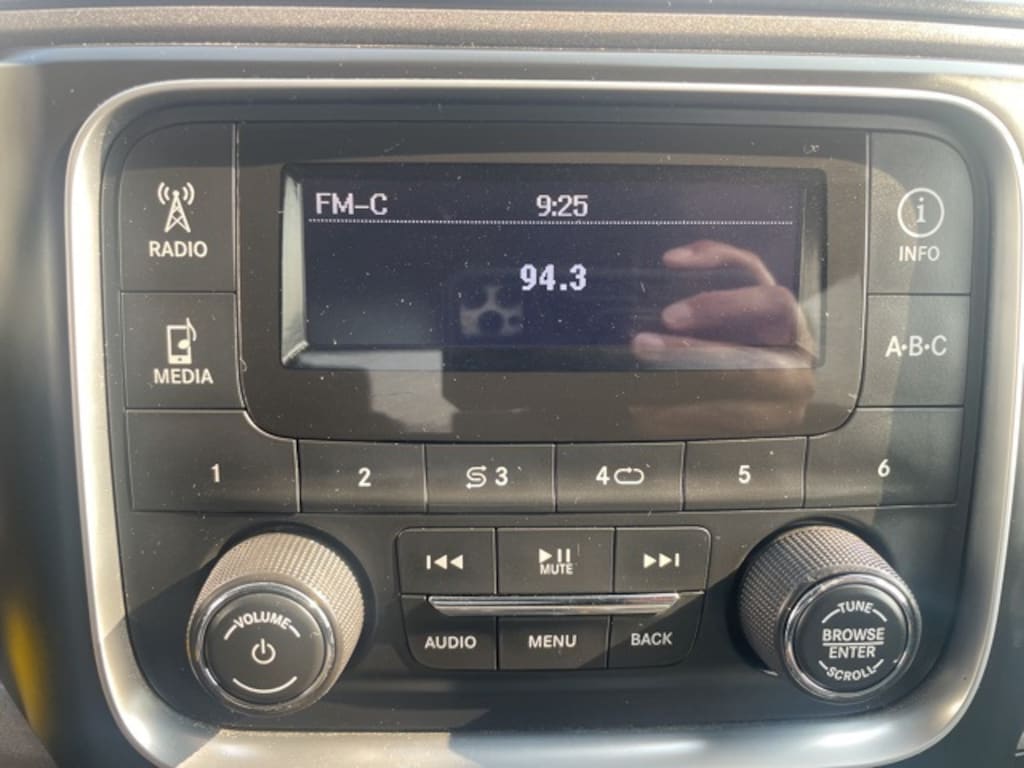 FM-C 9:25
94.3
RADIO
MEDIA
i
INFO
A·B·C
1 2 3 4 5 6
MUTE
AUDIO MENU BACK
VOLUME
TUNE
BROWSE
ENTER
SCROLL